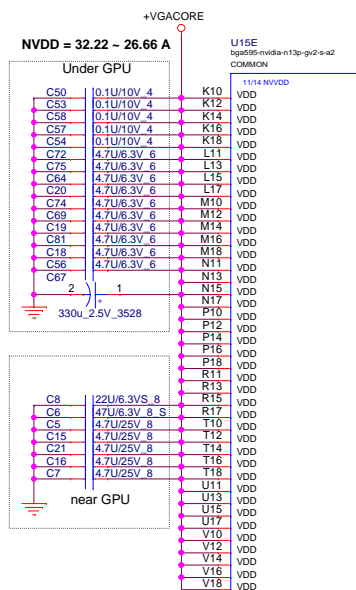 +VGACORE
NVDD = 32.22 ~ 26.66 A
U15E
bga595-nvidia-n13p-gv2-s-a2
COMMON
Under GPU
11/14 NVVDD
C50 0.1U/10V_4 K10 VDD
C53 0.1U/10V_4 K12 VDD
C58 0.1U/10V_4 K14 VDD
C57 0.1U/10V_4 K16 VDD
C54 0.1U/10V_4 K18 VDD
C72 4.7U/6.3V_6 L11 VDD
C75 4.7U/6.3V_6 L13 VDD
C64 4.7U/6.3V_6 L15 VDD
C20 4.7U/6.3V_6 L17 VDD
C74 4.7U/6.3V_6 M10 VDD
C69 4.7U/6.3V_6 M12 VDD
C19 4.7U/6.3V_6 M14 VDD
C81 4.7U/6.3V_6 M16 VDD
C18 4.7U/6.3V_6 M18 VDD
C56 4.7U/6.3V_6 N11 VDD
C67 N13 VDD
2 1 N15 VDD
+ N17 VDD
330u_2.5V_3528 P10 VDD
P12 VDD
P14 VDD
P16 VDD
P18 VDD
R11 VDD
R13 VDD
C8 22U/6.3VS_8 R15 VDD
C6 47U/6.3V_8_S R17 VDD
C5 4.7U/25V_8 T10 VDD
C15 4.7U/25V_8 T12 VDD
C21 4.7U/25V_8 T14 VDD
C16 4.7U/25V_8 T16 VDD
C7 4.7U/25V_8 T18 VDD
U11 VDD
near GPU U13 VDD
U15 VDD
U17 VDD
V10 VDD
V12 VDD
V14 VDD
V16 VDD
V18 VDD